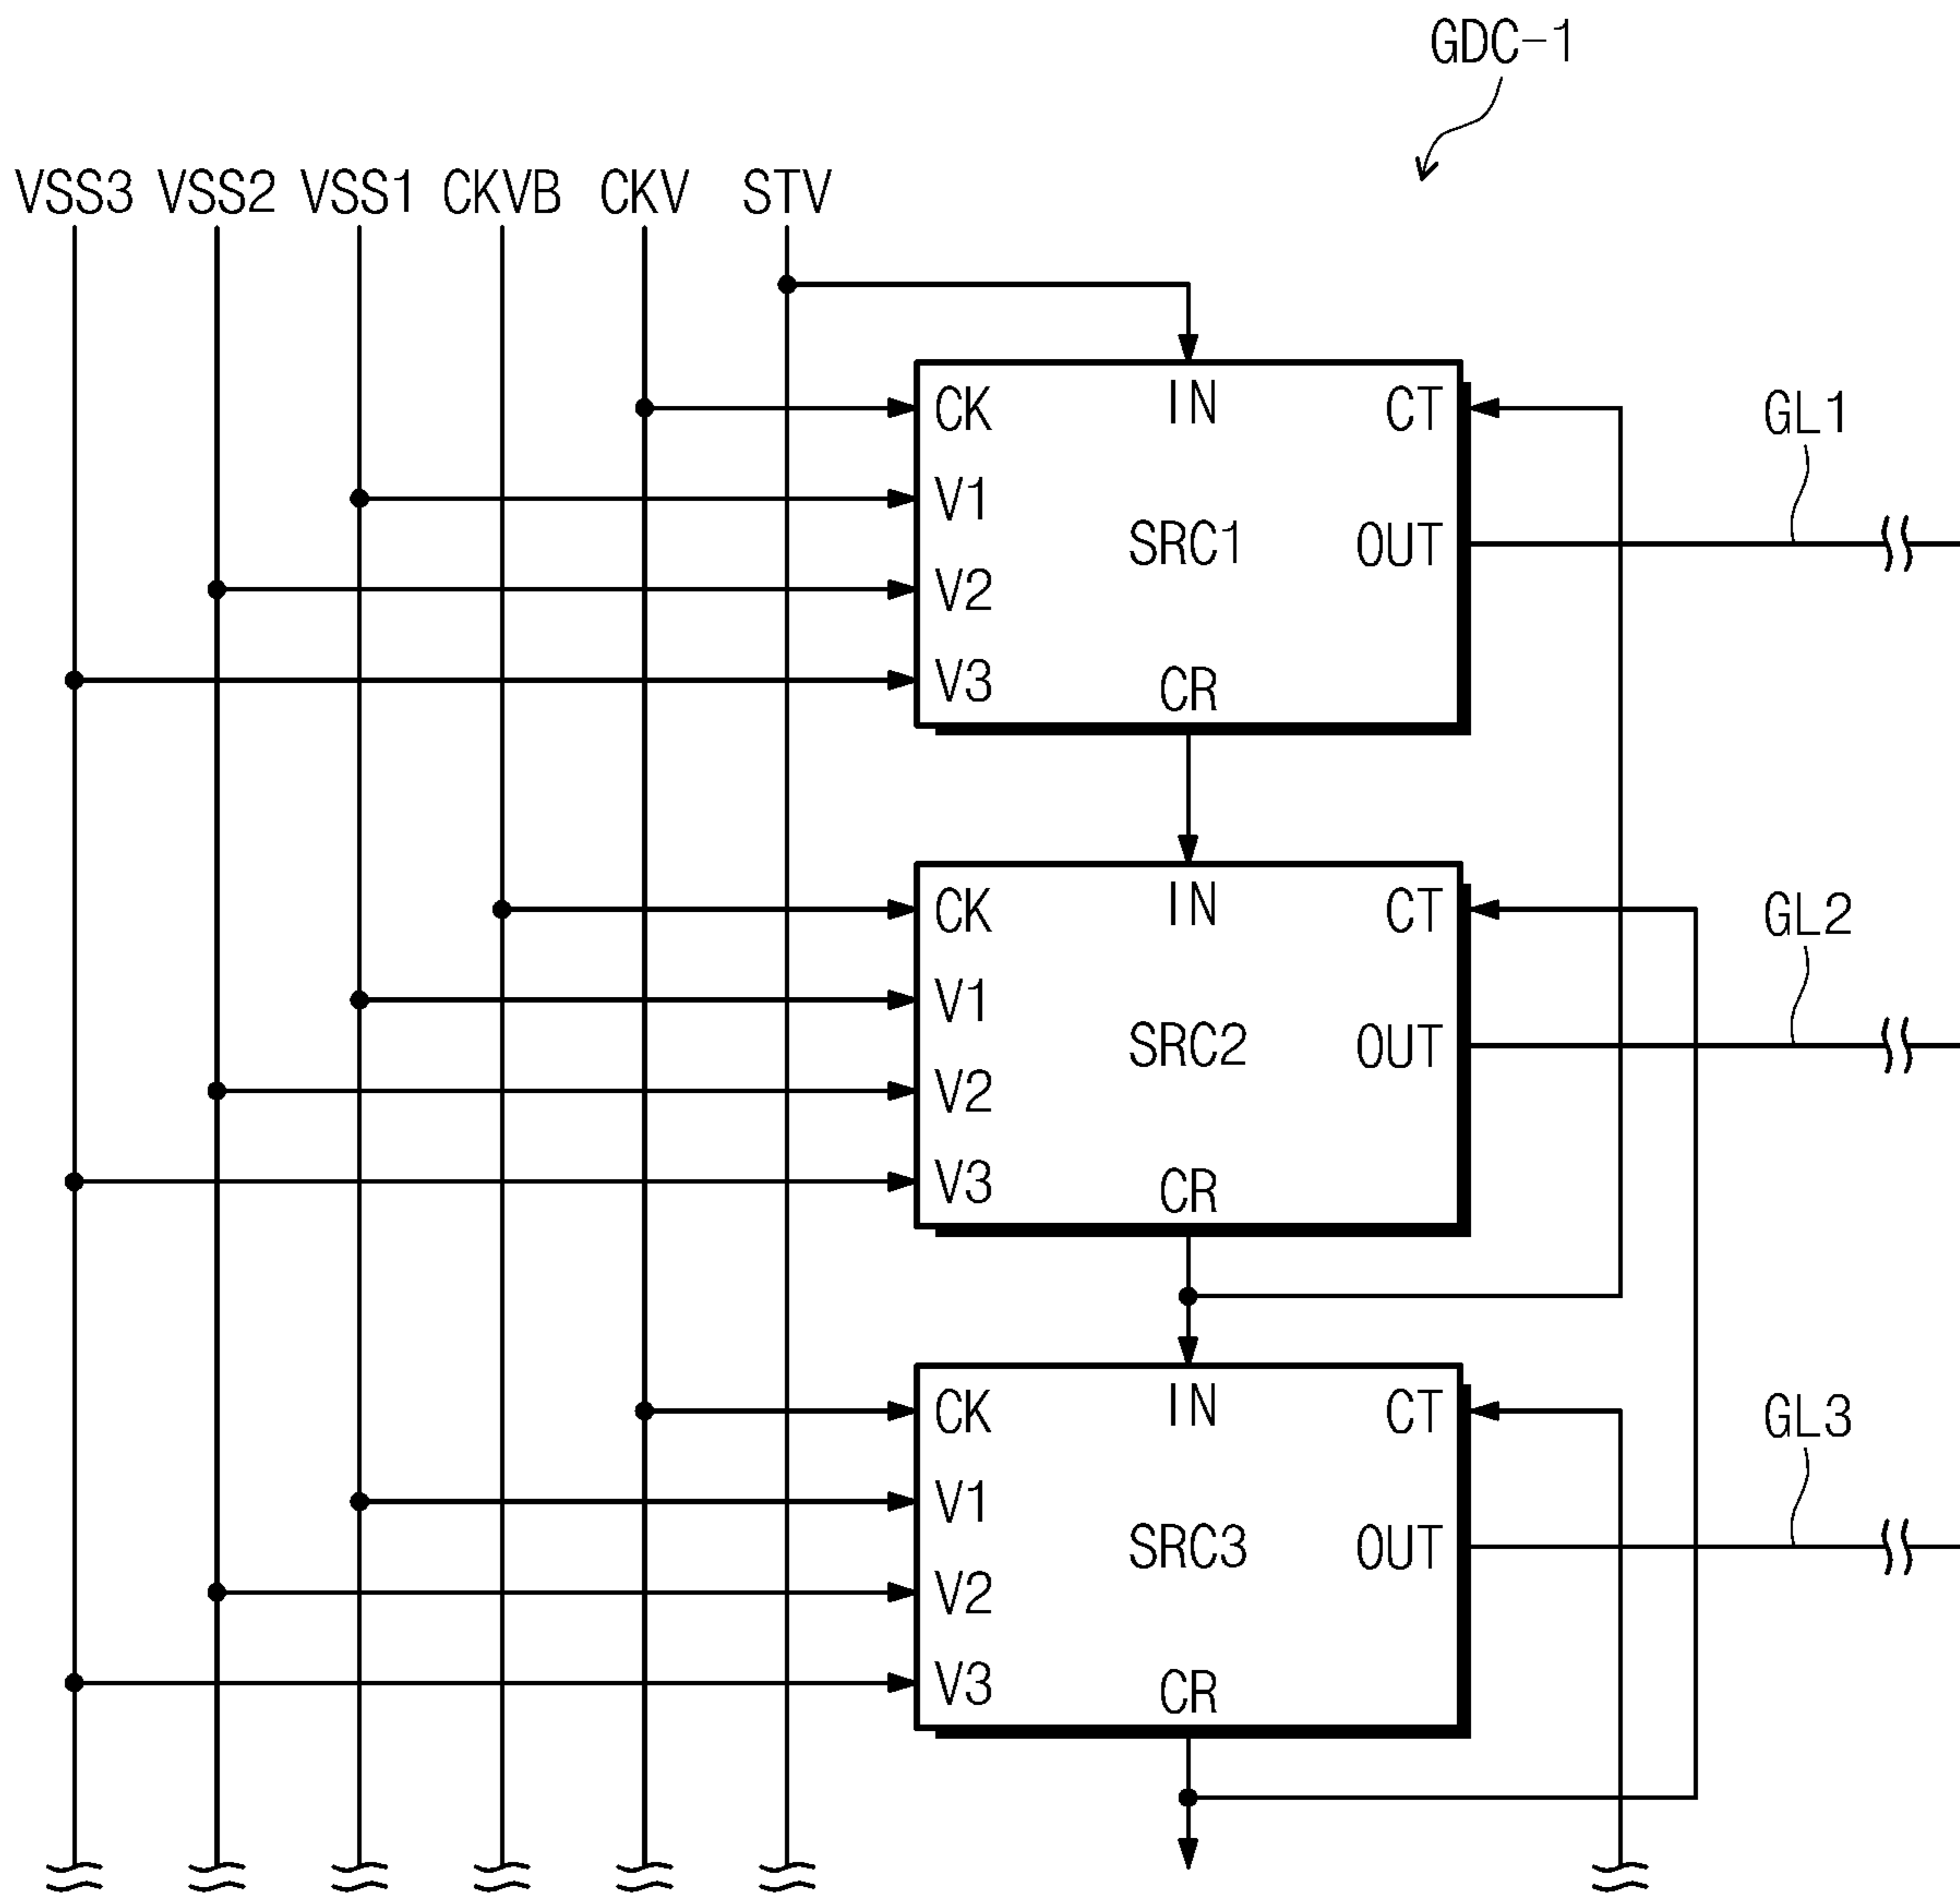 GDC-1
VSS3 VSS2 VSS1 CKVB CKV STV
CK IN CT
GL1
V1
SRC1 OUT
V2
V3 CR
CK IN CT
GL2
V1
SRC2 OUT
V2
V3 CR
CK IN CT
GL3
V1
SRC3 OUT
V2
V3 CR